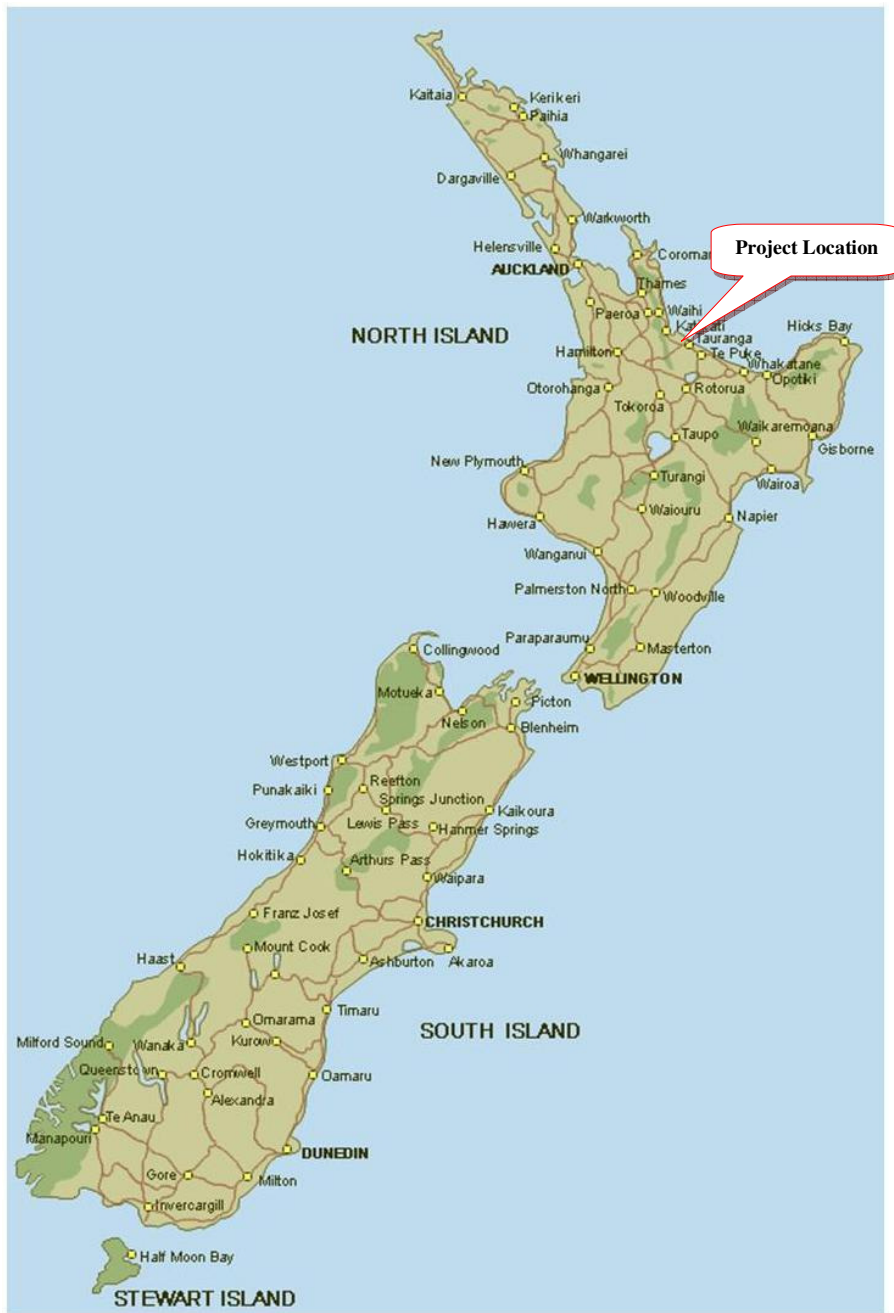 Kaitaia
Kerikeri
Paihia
Whangarei
Dargaville
Warkworth
Helensville
Project Location
AUCKLAND
Thames
NORTH ISLAND
Paeroa
Waihi
Hicks Bay
Tauranga
Hamilton
Te Puke
Whakatane
Opotiki
Otorohanga
Rotorua
Tokoroa
Taupo
Waikaremoana
Gisborne
New Plymouth
Turangi
Wairoa
Hawera
Waiouru
Napier
Wanganui
Palmerston North
Woodville
Paraparaumu
Masterton
Collingwood
WELLINGTON
Motueka
Picton
Nelson
Blenheim
Westport
Reefton
Punakaiki
Springs Junction
Kaikoura
Greymouth
Lewis Pass
Hanmer Springs
Hokitika
Arthurs Pass
Waipara
Franz Josef
CHRISTCHURCH
Mount Cook
Haast
Ashburton
Akaroa
Timaru
Omarama
SOUTH ISLAND
Milford Sound
Wanaka
Kurow
Queenstown
Cromwell
Oamaru
Alexandra
Te Anau
Manapouri
DUNEDIN
Gore
Milton
Invercargill
Half Moon Bay
STEWART ISLAND